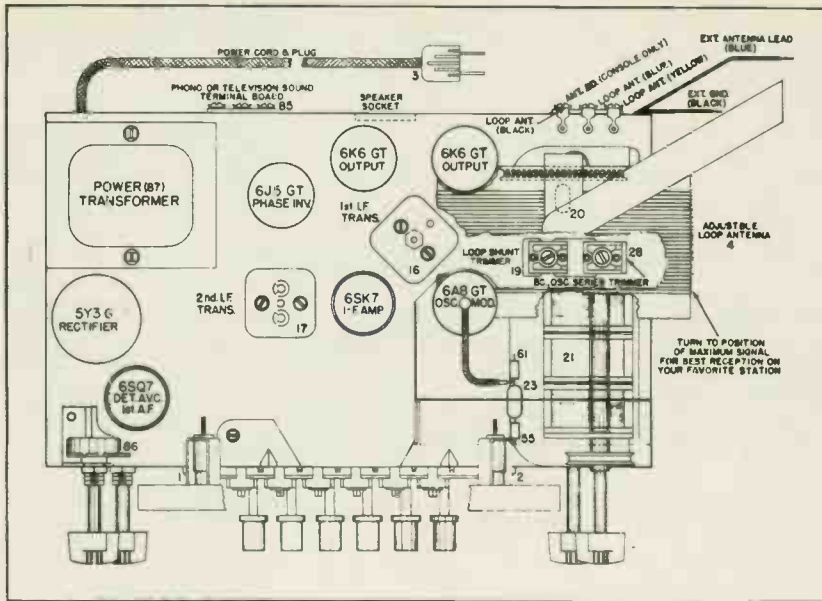 POWER CORD & PLUG
3
PHONO OR TELEVISION SOUND
TERMINAL BOARD
85
SPEAKER
SOCKET
ANT. BD. (CONSOLE ONLY)
LOOP ANT. (BLUE)
LOOP ANT. (YELLOW)
LOOP ANT.
(BLACK)
EXT. ANTENNA LEAD
(BLUE)
EXT. GND.
(BLACK)
POWER (87)
TRANSFORMER
6J5 GT
PHASE INV.
6K6 GT
OUTPUT
6K6 GT
OUTPUT
1st I.F.
TRANS.
16
20
ADJUSTBLE
LOOP ANTENNA
4
LOOP SHUNT
TRIMMER
19
28
BC. OSC. SERIES TRIMMER
5Y3 G
RECTIFIER
2nd. I.F.
TRANS.
17
6SK7
I-F AMP
6A8 GT
OSC. MOD.
TURN TO POSITION
OF MAXIMUM SIGNAL
FOR BEST RECEPTION ON
YOUR FAVORITE STATION
61
23
21
55
6SQ7
DET. AVC.
1st A.F.
86
1
2